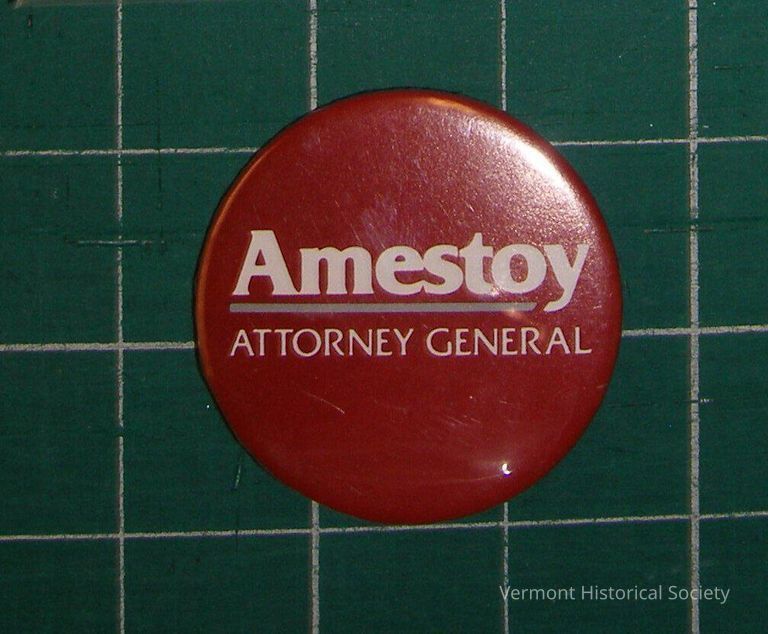 Amestoy
ATTORNEY GENERAL
Vermont Historical Society